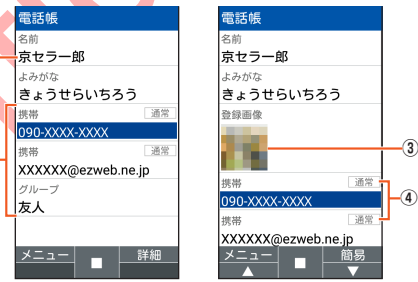 電話帳
名前
京セラ一郎
よみがな
きょうせらいちろう
携帯 通常
090-XXXX-XXXX
携帯 通常
XXXXXX@ezweb.ne.jp
グループ
友人
メニュー 詳細
電話帳
名前
京セラ一郎
よみがな
きょうせらいちろう
登録画像
③
携帯 通常
④
090-XXXX-XXXX
携帯 通常
XXXXXX@ezweb.ne.jp
メニュー 簡易